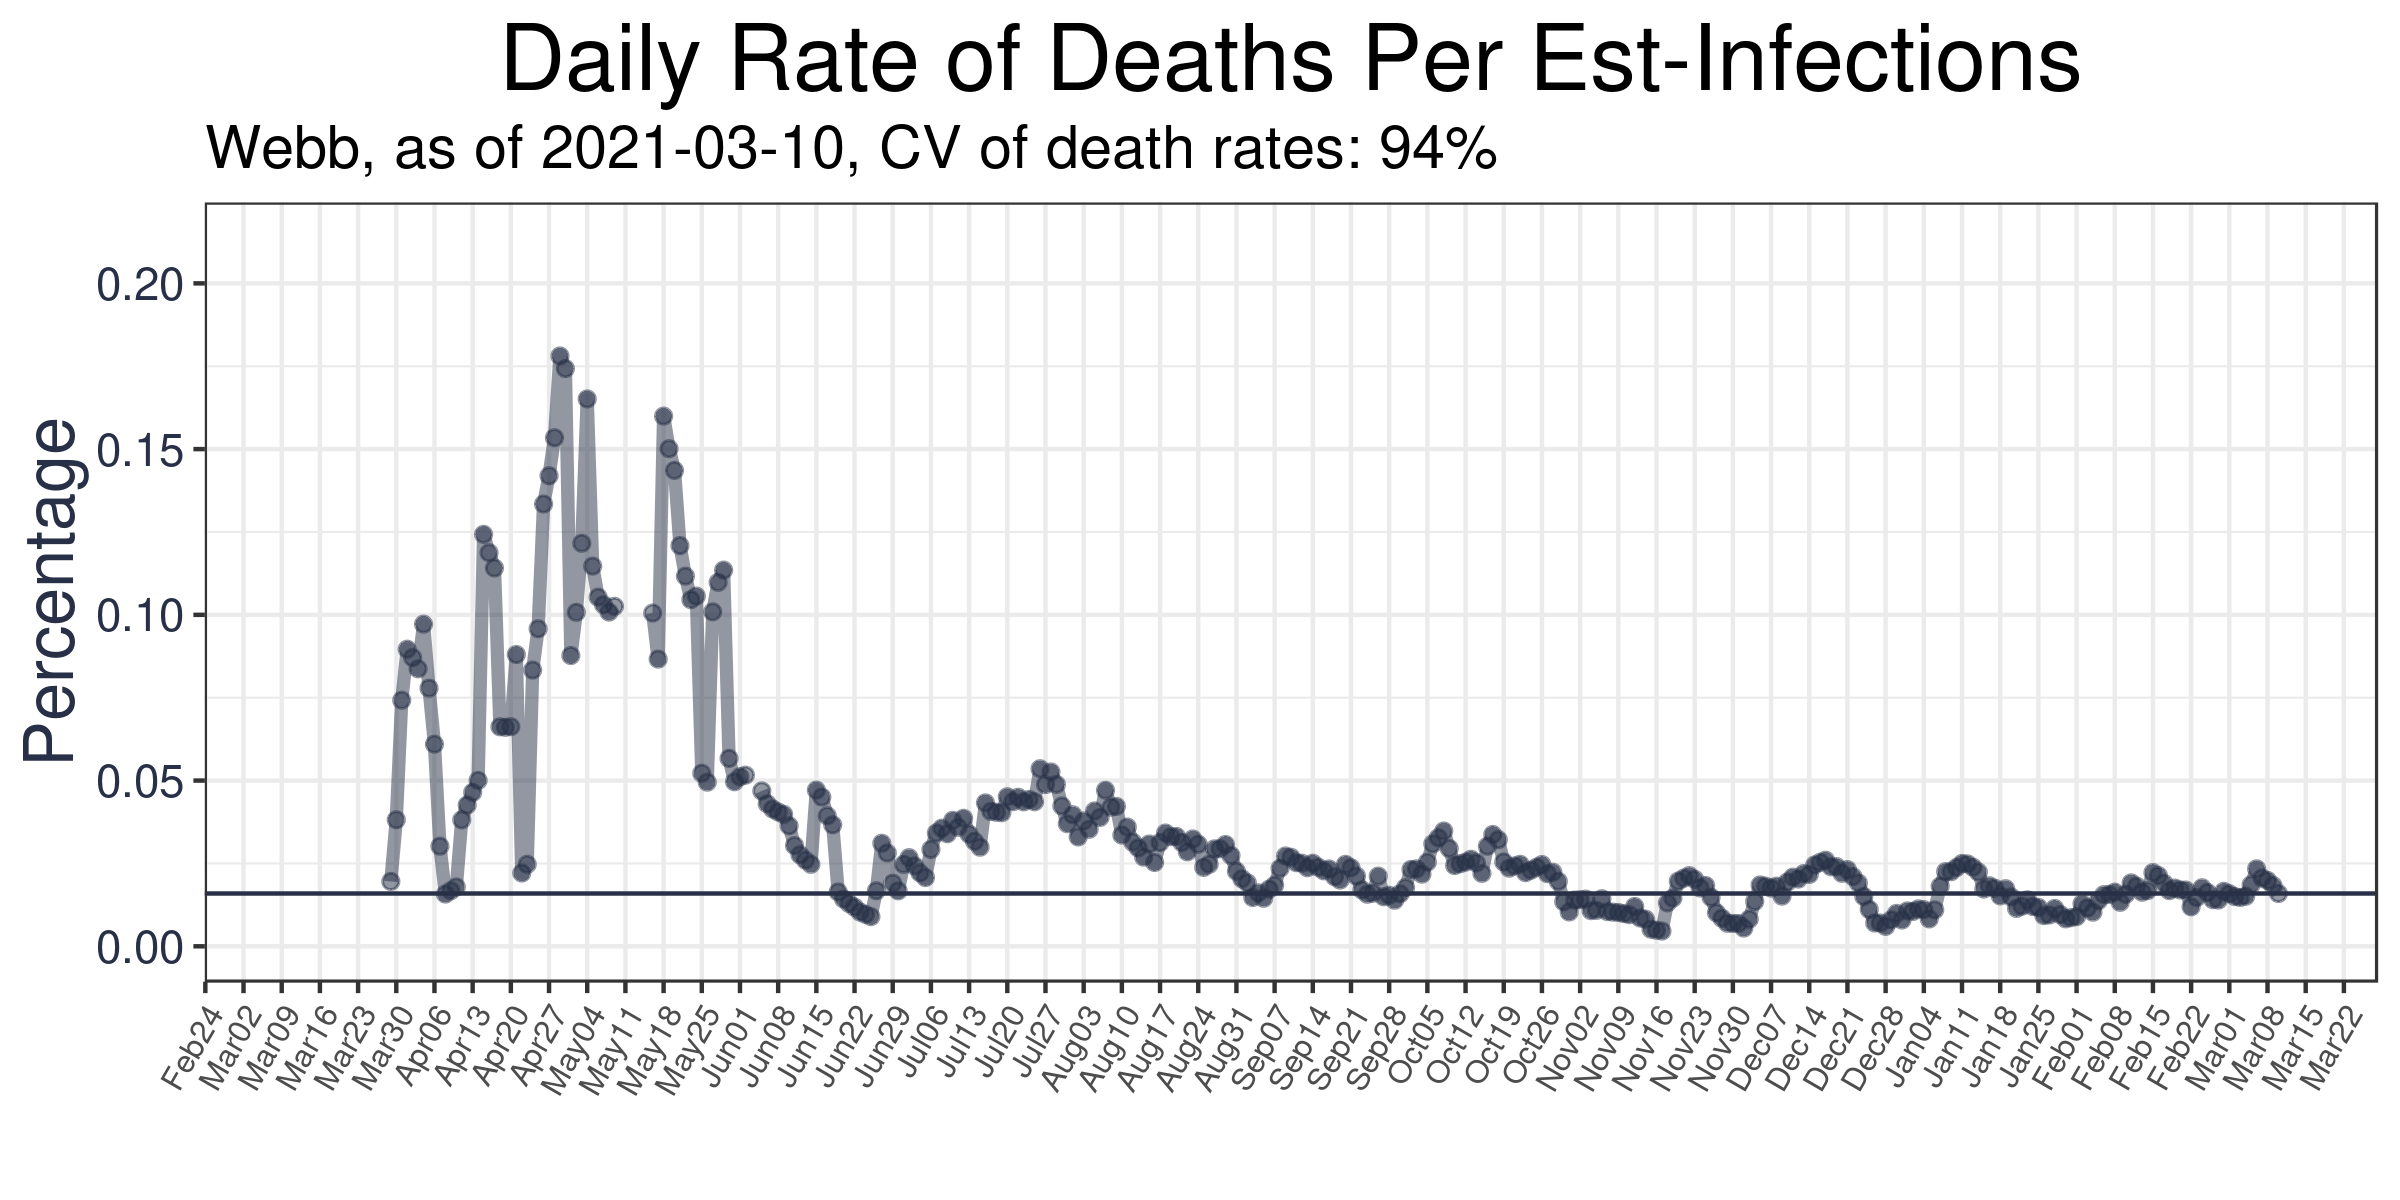 Daily Rate of Deaths Per Est-Infections
Webb, as of 2021-03-10, CV of death rates: 94%
Percentage
0.20
0.15
0.10
0.05
0.00
Feb24
Mar02
Mar09
Mar16
Mar23
Mar30
Apr06
Apr13
Apr20
Apr27
May04
May11
May18
May25
Jun01
Jun08
Jun15
Jun22
Jun29
Jul06
Jul13
Jul20
Jul27
Aug03
Aug10
Aug17
Aug24
Aug31
Sep07
Sep14
Sep21
Sep28
Oct05
Oct12
Oct19
Oct26
Nov02
Nov09
Nov16
Nov23
Nov30
Dec07
Dec14
Dec21
Dec28
Jan04
Jan11
Jan18
Jan25
Feb01
Feb08
Feb15
Feb22
Mar01
Mar08
Mar15
Mar22